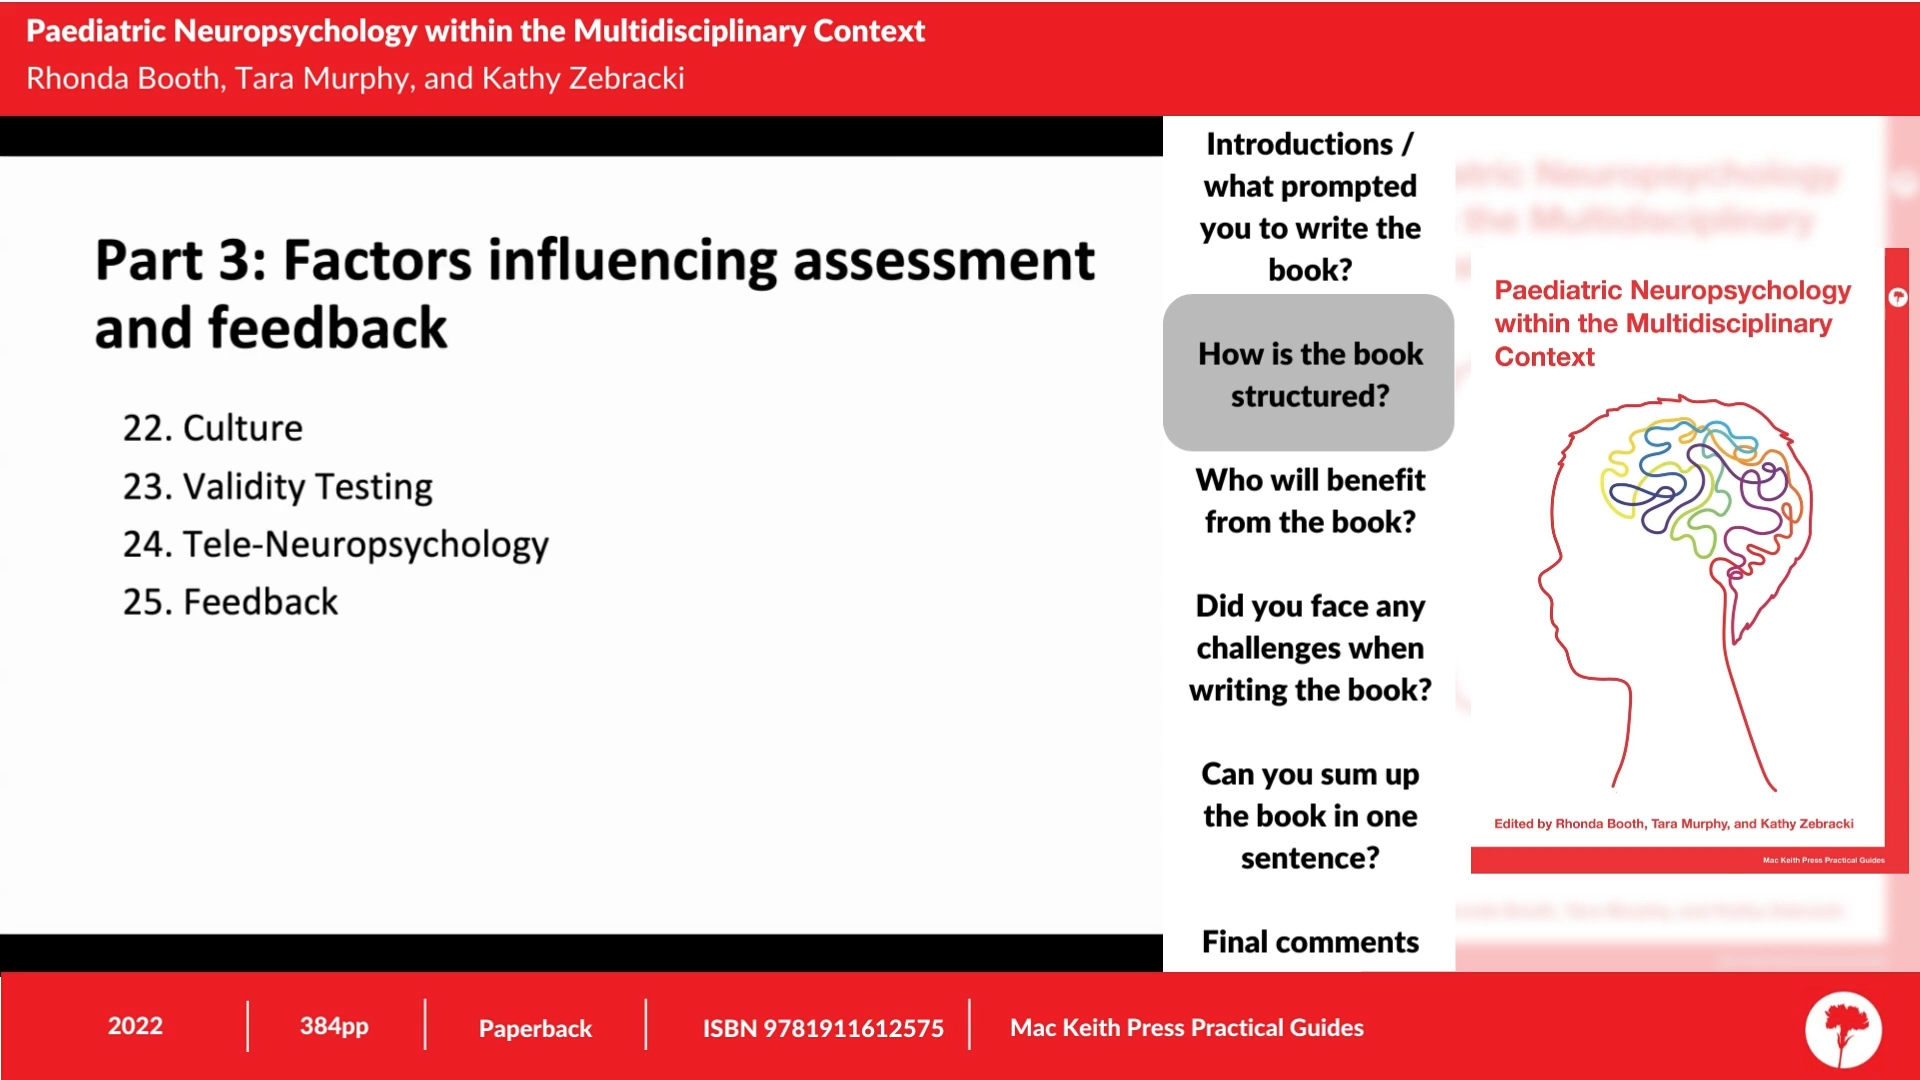 Paediatric Neuropsychology within the Multidisciplinary Context
Rhonda Booth, Tara Murphy, and Kathy Zebracki
Part 3: Factors influencing assessment
and feedback
22. Culture
23. Validity Testing
24. Tele-Neuropsychology
25. Feedback
Introductions /
what prompted
you to write the
book?
How is the book
structured?
Who will benefit
from the book?
Did you face any
challenges when
writing the book?
Can you sum up
the book in one
sentence?
Final comments
Paediatric Neuropsychology
within the Multidisciplinary
Context
Edited by Rhonda Booth, Tara Murphy, and Kathy Zebracki
Mac Keith Press Practical Guides
2022
384pp
Paperback
ISBN 9781911612575
Mac Keith Press Practical Guides